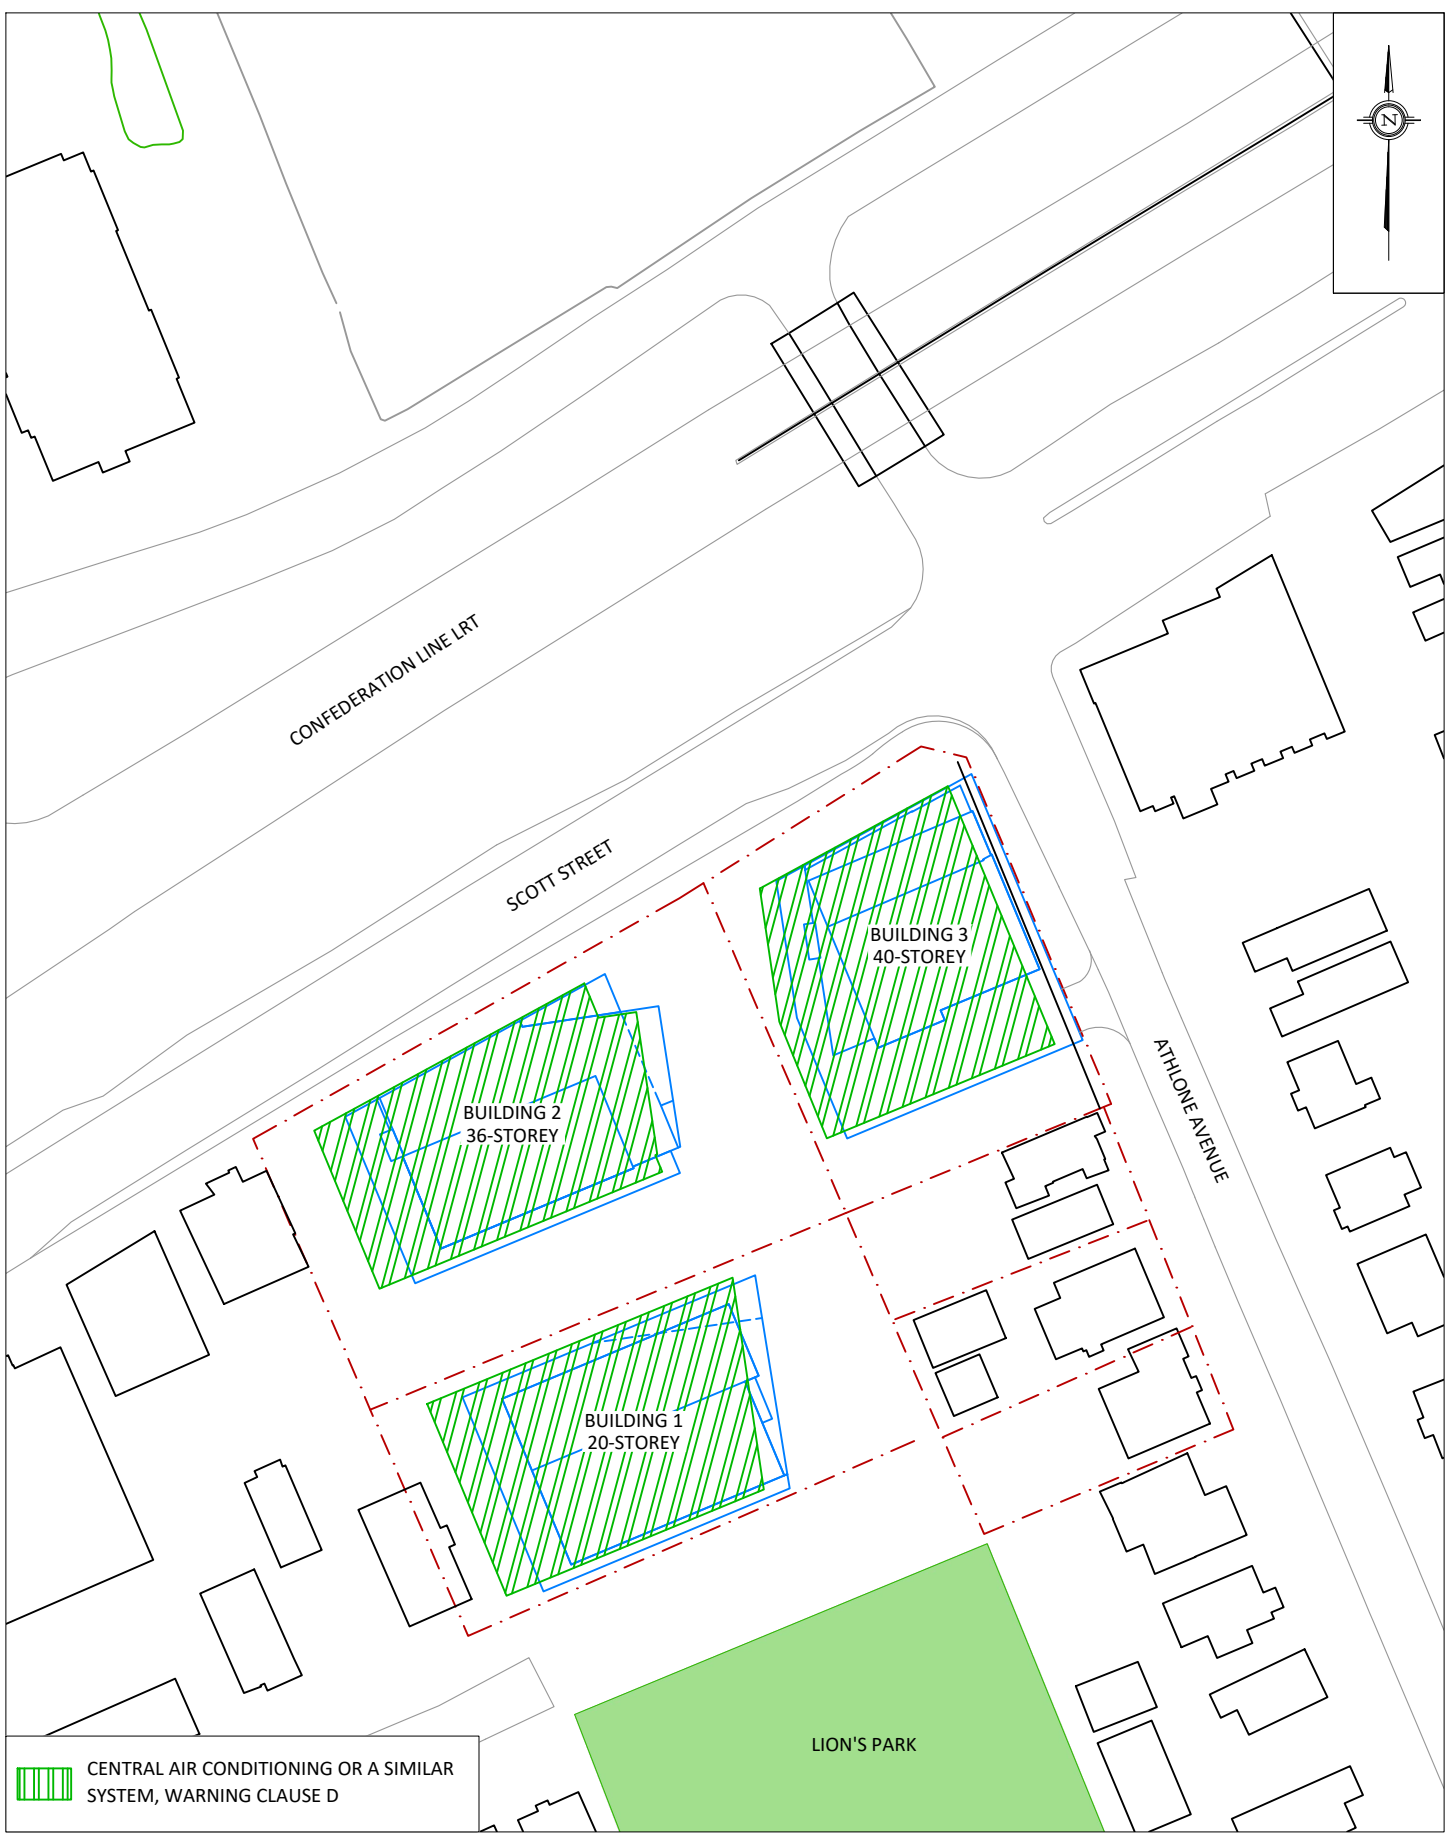 N
CONFEDERATION LINE LRT
SCOTT STREET
BUILDING 3
40-STOREY
BUILDING 2
36-STOREY
ATHLONE AVENUE
BUILDING 1
20-STOREY
LION'S PARK
CENTRAL AIR CONDITIONING OR A SIMILAR
SYSTEM, WARNING CLAUSE D